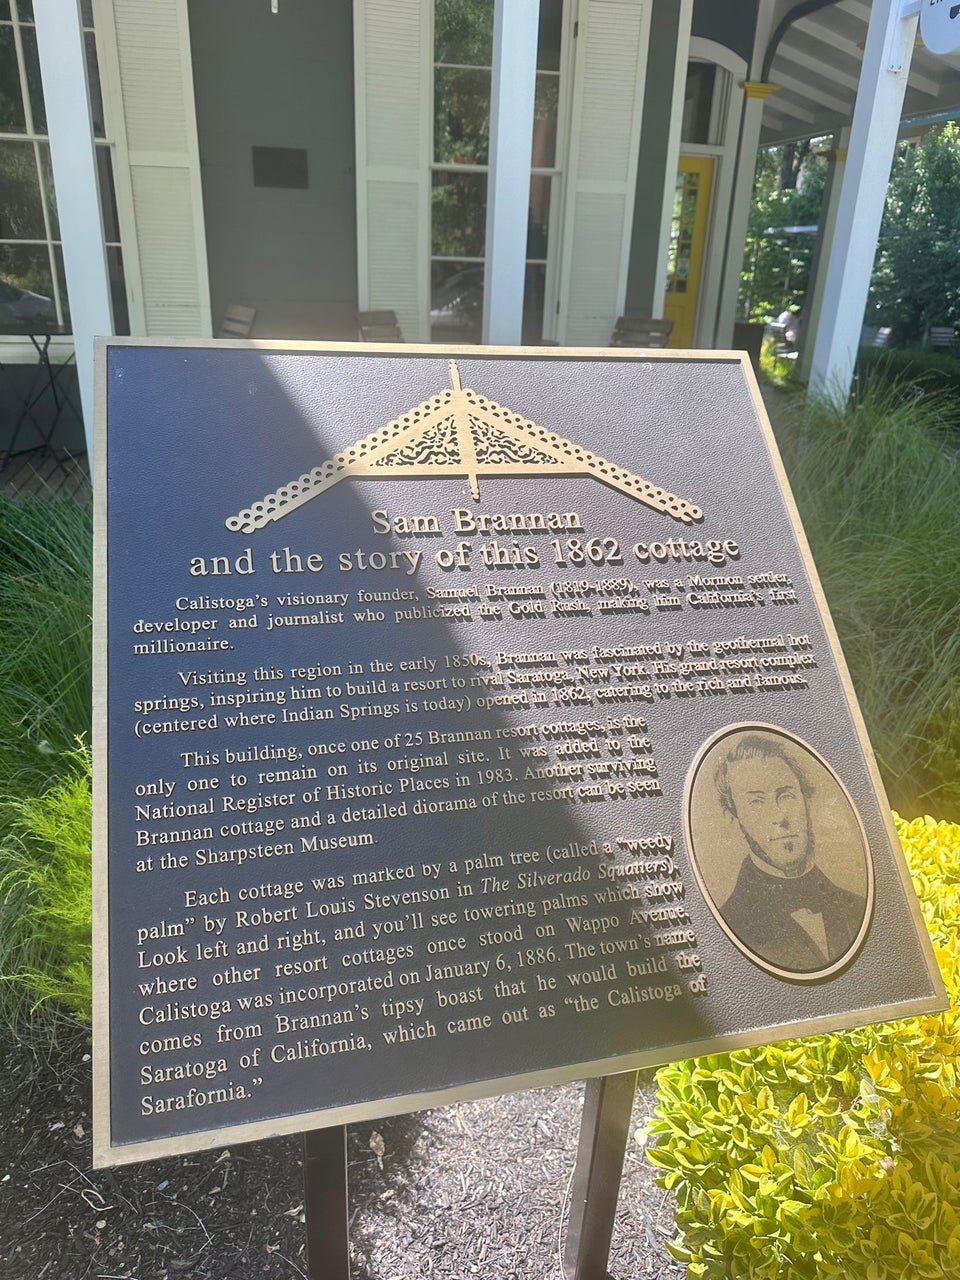 Sam Brannan
and the story of this 1862 cottage
Calistoga's visionary founder, Samuel Brannan (1819-1889), was a Mormon settler,
developer and journalist who publicized the Gold Rush, making him California's first
millionaire.
Visiting this region in the early 1850s, Brannan was fascinated by the geothermal hot
springs, inspiring him to build a resort to rival Saratoga, New York. His grand resort complex
(centered where Indian Springs is today) opened in 1862, catering to the rich and famous.
This building, once one of 25 Brannan resort cottages, is the
only one to remain on its original site. It was added to the
National Register of Historic Places in 1983. Another surviving
Brannan cottage and a detailed diorama of the resort can be seen
at the Sharpsteen Museum.
Each cottage was marked by a palm tree (called a "weedy
palm" by Robert Louis Stevenson in The Silverado Squatters).
Look left and right, and you'll see towering palms which show
where other resort cottages once stood on Wappo Avenue.
Calistoga was incorporated on January 6, 1886. The town's name
comes from Brannan's tipsy boast that he would build the
Saratoga of California, which came out as "the Calistoga of
Sarafornia."